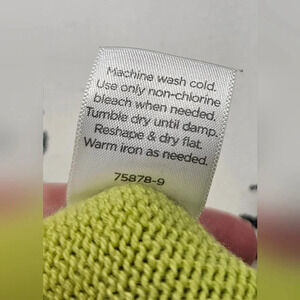 Machine wash cold.
Use only non-chlorine
bleach when needed.
Tumble dry until damp.
Reshape & dry flat.
Warm iron as needed.
75878-9